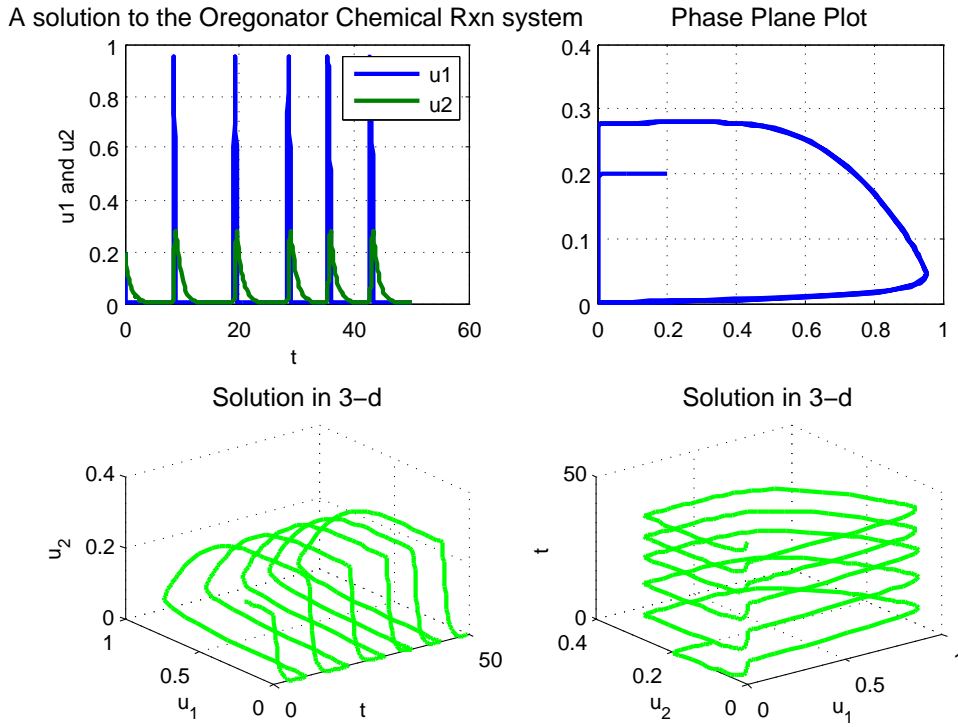 A solution to the Oregonator Chemical Rxn system
1
0.8
0.6
0.4
0.2
0
u1 and u2
0 20 40 60
t
u1
u2
Phase Plane Plot
0.4
0.3
0.2
0.1
0
0 0.2 0.4 0.6 0.8 1
Solution in 3−d
0.4
0.2
0
u2
1
0.5
0
u1
0
50
t
Solution in 3−d
50
0
t
0.4
0.2
0
u2
0
0.5
1
u1